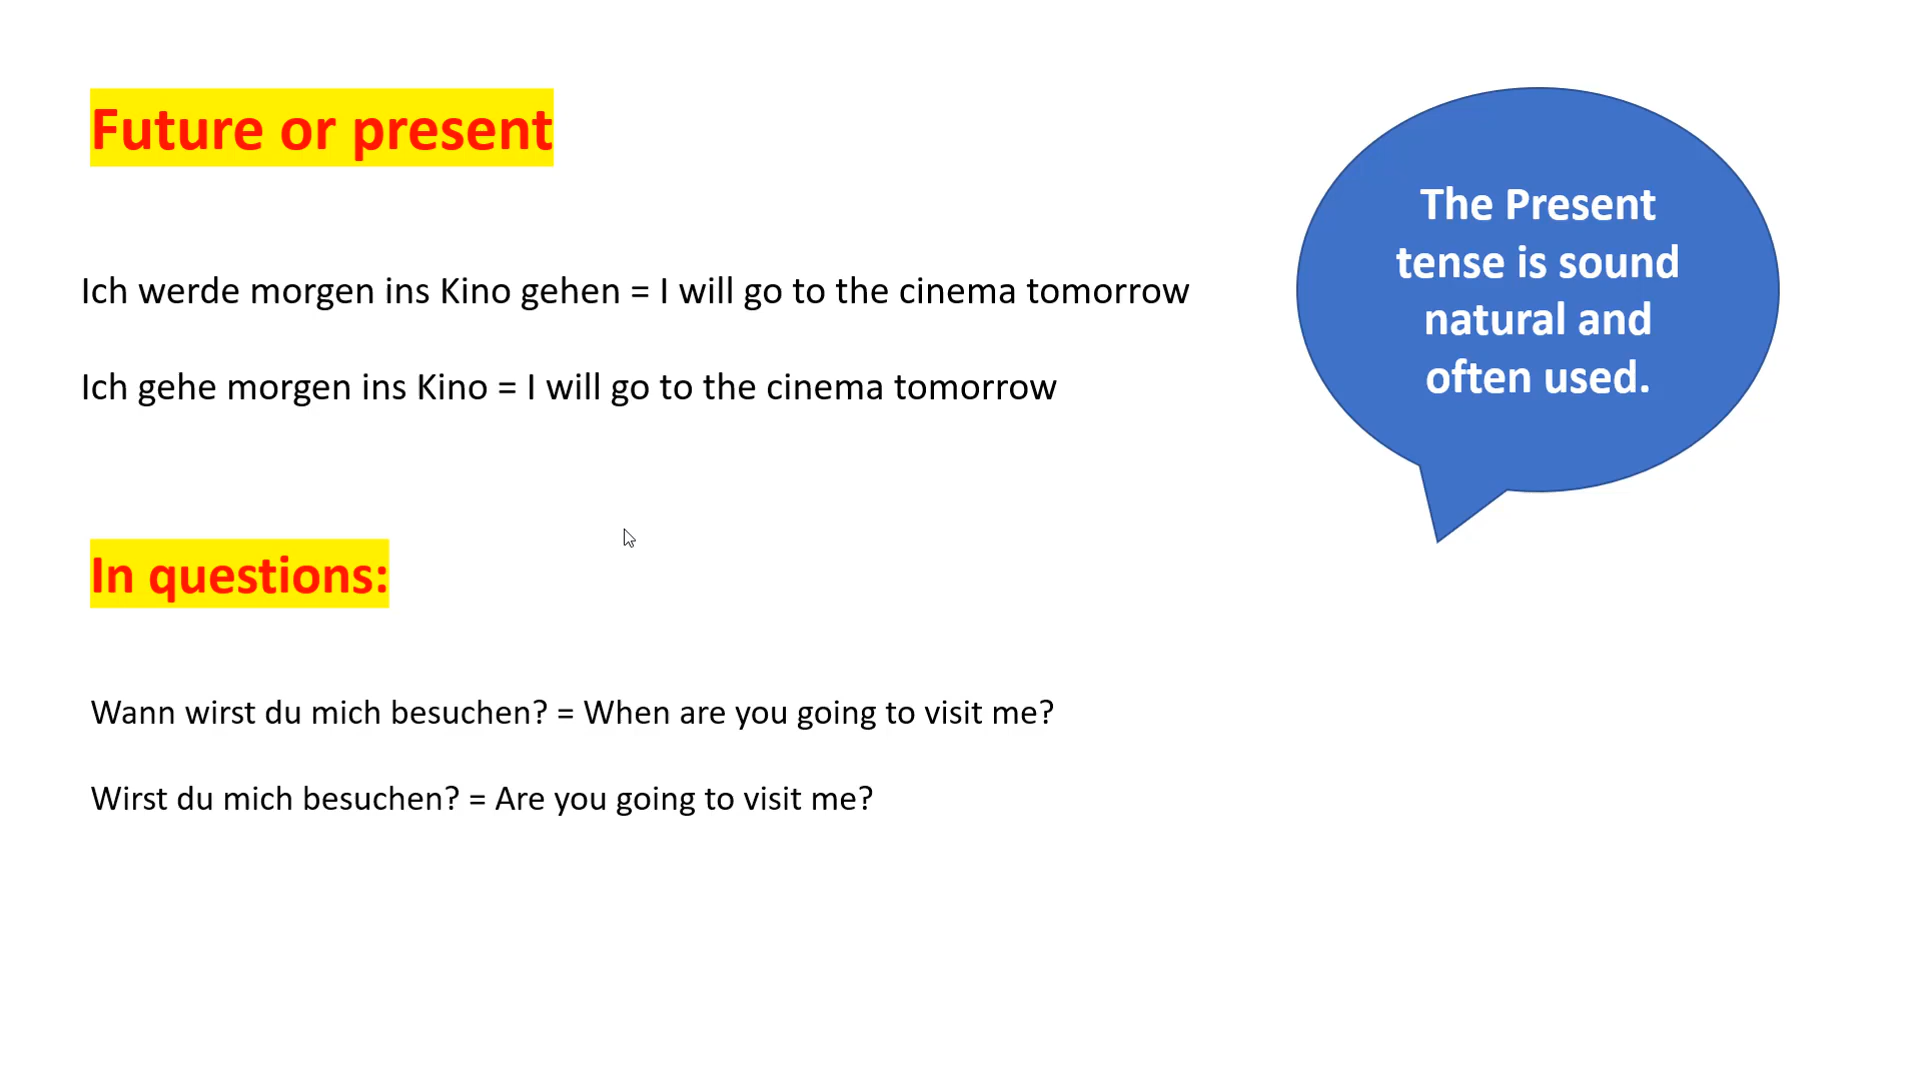 Future or present
Ich werde morgen ins Kino gehen = I will go to the cinema tomorrow
Ich gehe morgen ins Kino = I will go to the cinema tomorrow
The Present
tense is sound
natural and
often used.
In questions:
Wann wirst du mich besuchen? = When are you going to visit me?
Wirst du mich besuchen? = Are you going to visit me?